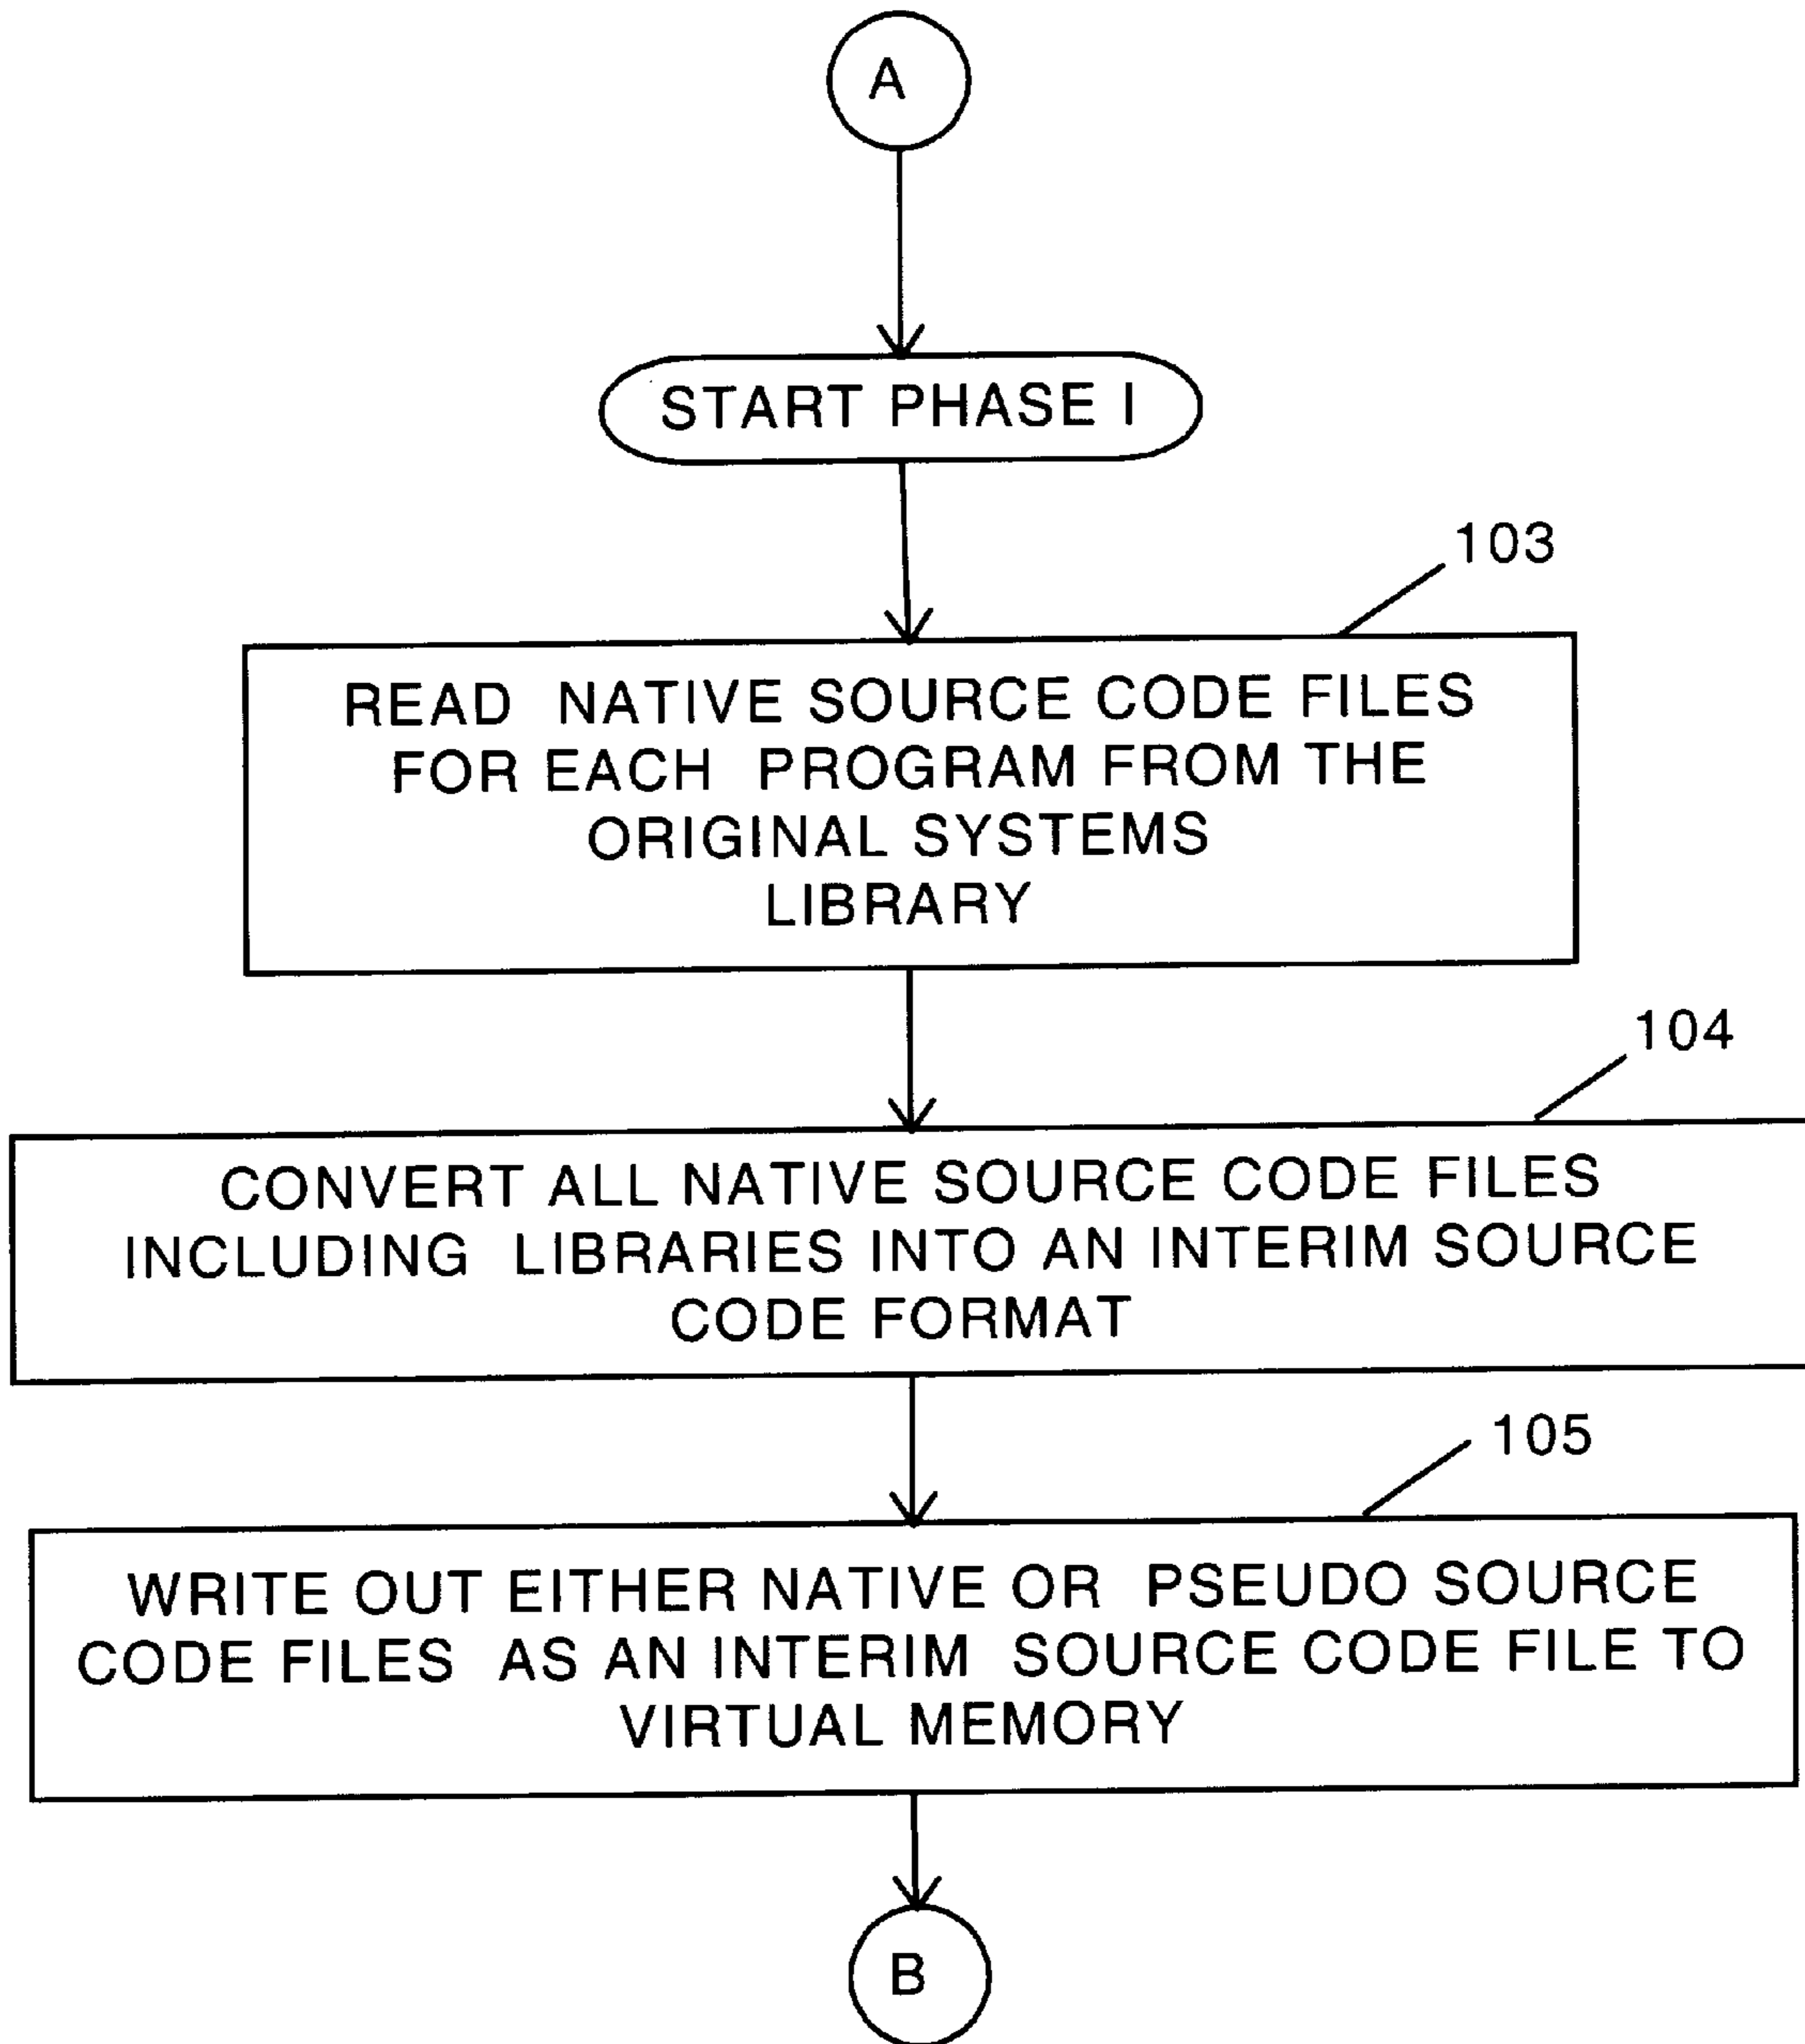 A
START PHASE I
103
READ NATIVE SOURCE CODE FILES
FOR EACH PROGRAM FROM THE
ORIGINAL SYSTEMS
LIBRARY
104
CONVERT ALL NATIVE SOURCE CODE FILES
INCLUDING LIBRARIES INTO AN INTERIM SOURCE
CODE FORMAT
105
WRITE OUT EITHER NATIVE OR PSEUDO SOURCE
CODE FILES AS AN INTERIM SOURCE CODE FILE TO
VIRTUAL MEMORY
B